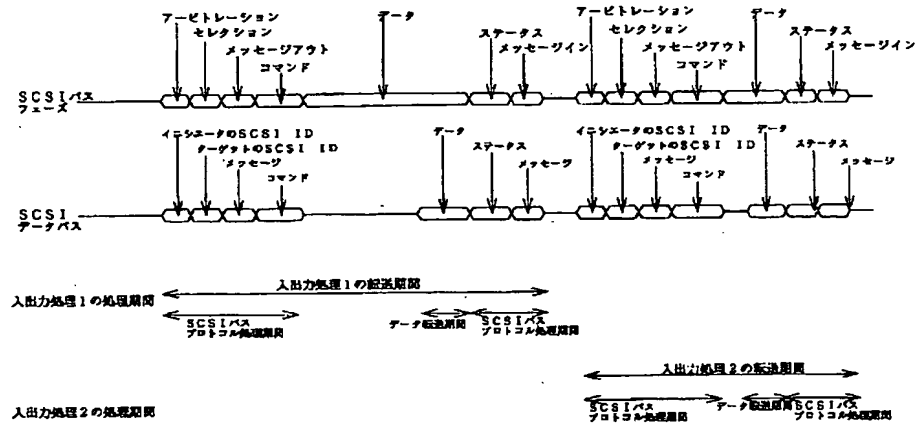 アービトレーション
セレクション
メッセージアウト
コマンド
データ
ステータス
メッセージイン
アービトレーション
セレクション
メッセージアウト
コマンド
データ
ステータス
メッセージイン
SCSIバス
フェーズ
イニシエータのSCSI ID
ターゲットのSCSI ID
メッセージ
コマンド
データ
ステータス
メッセージ
イニシエータのSCSI ID
ターゲットのSCSI ID
メッセージ
コマンド
データ
ステータス
メッセージ
SCSI
データバス
入出力処理1の処理期間
入出力処理1の転送期間
SCSIバス
プロトコル処理期間
データ転送期間
SCSIバス
プロトコル処理期間
入出力処理2の処理期間
入出力処理2の転送期間
SCSIバス
プロトコル処理期間
データ転送期間
SCSIバス
プロトコル処理期間